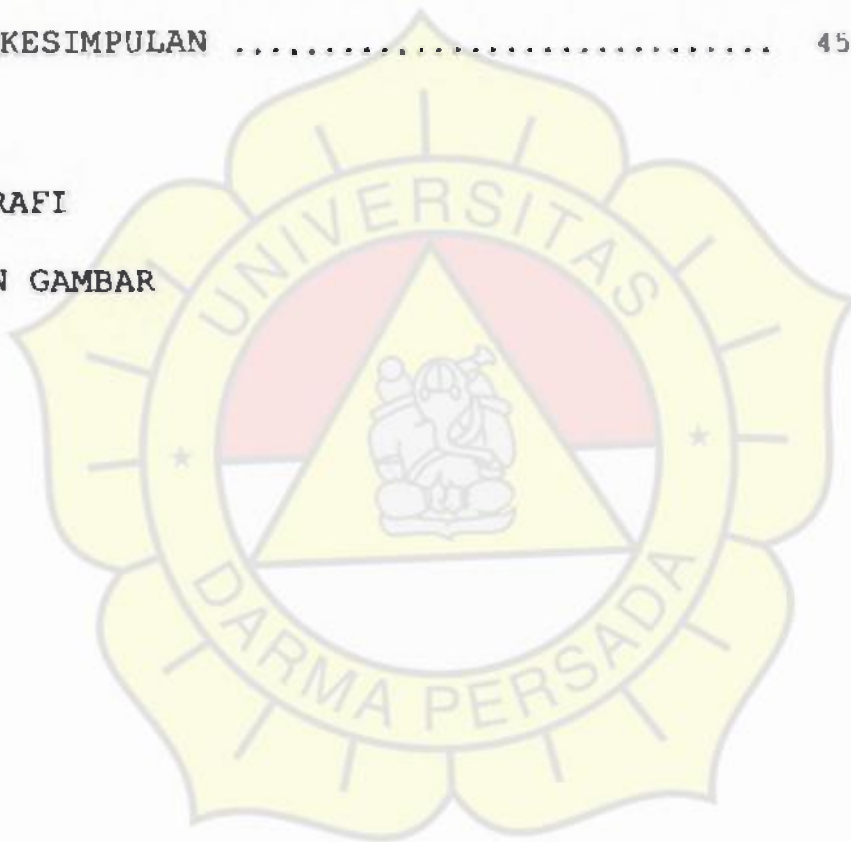 KESIMPULAN ............................ 45
RAFI
N GAMBAR
UNIVERSITAS
DARMA PERSADA